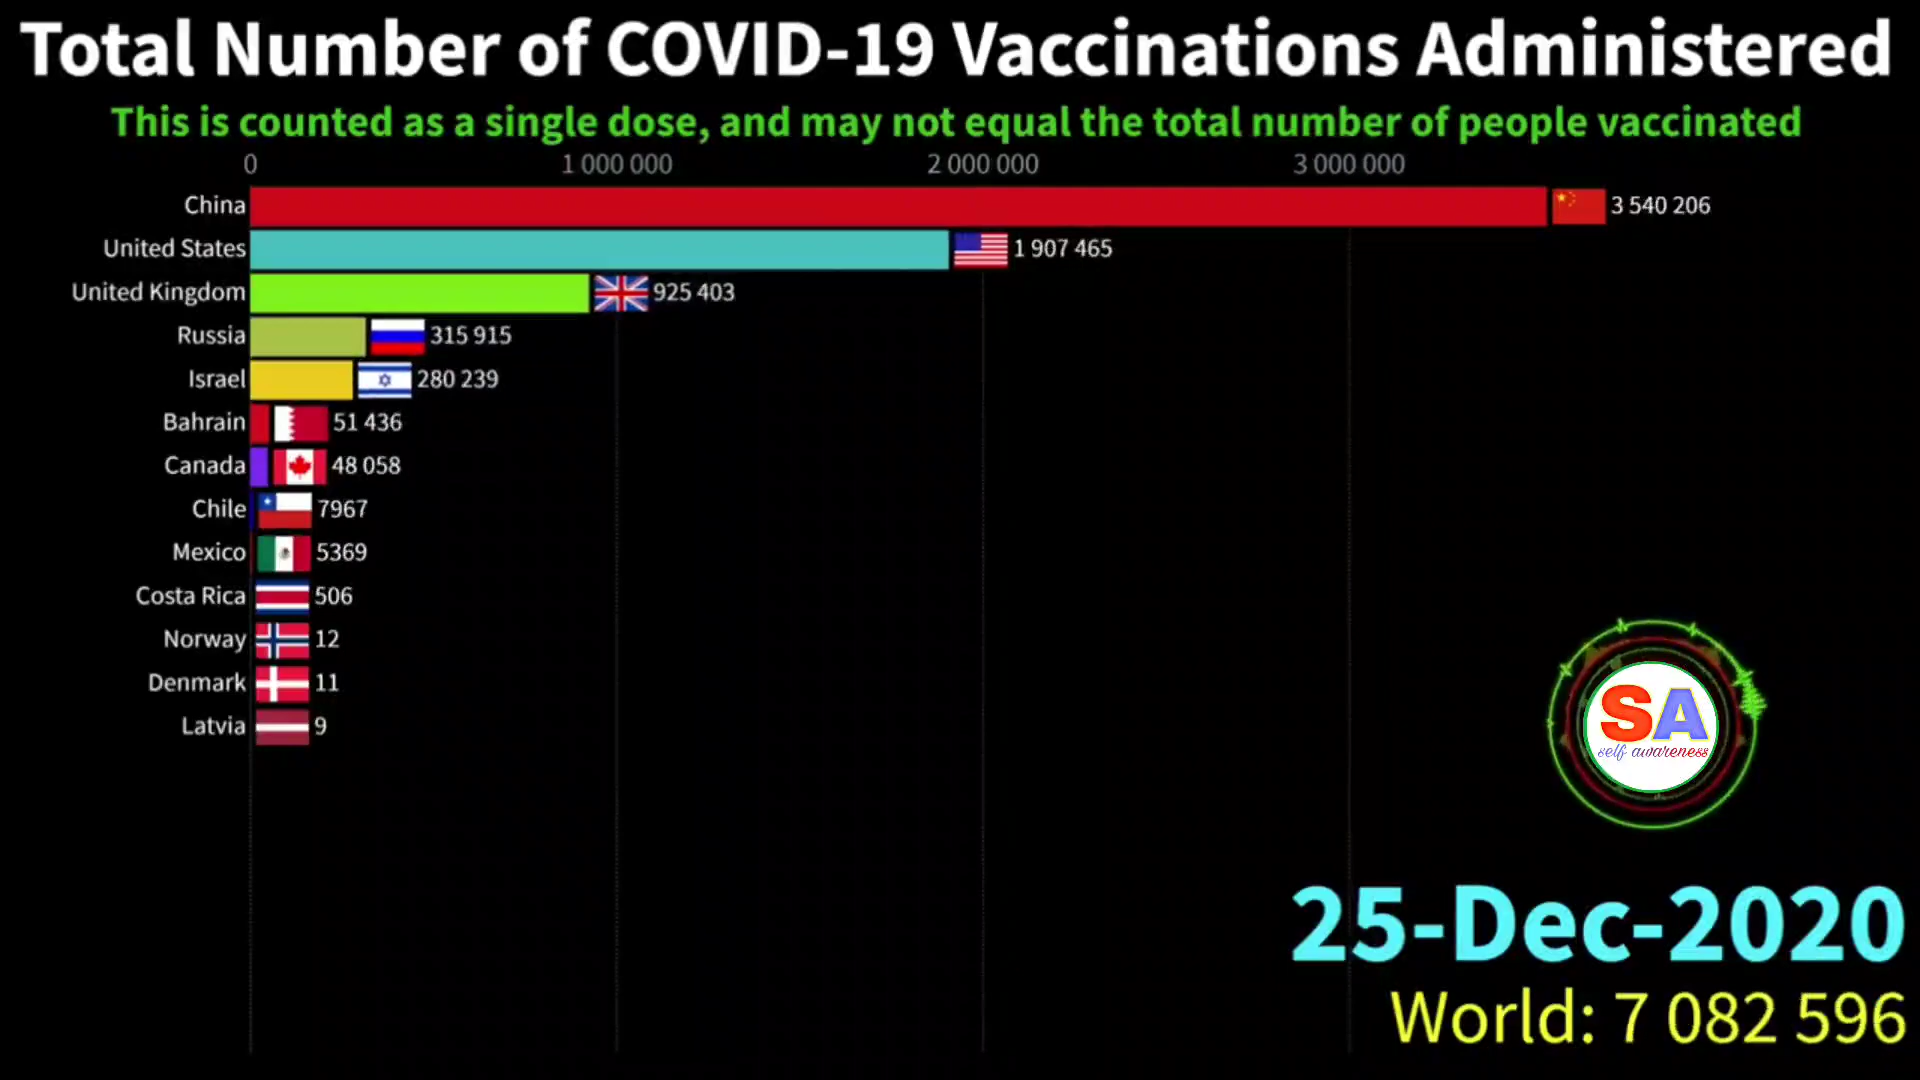 Total Number of COVID-19 Vaccinations Administered
This is counted as a single dose, and may not equal the total number of people vaccinated
0 1 000 000 2 000 000 3 000 000
China 3 540 206
United States 1 907 465
United Kingdom 925 403
Russia 315 915
Israel 280 239
Bahrain 51 436
Canada 48 058
Chile 7967
Mexico 5369
Costa Rica 506
Norway 12
Denmark 11
Latvia 9
SA
self awareness
25-Dec-2020
World: 7 082 596